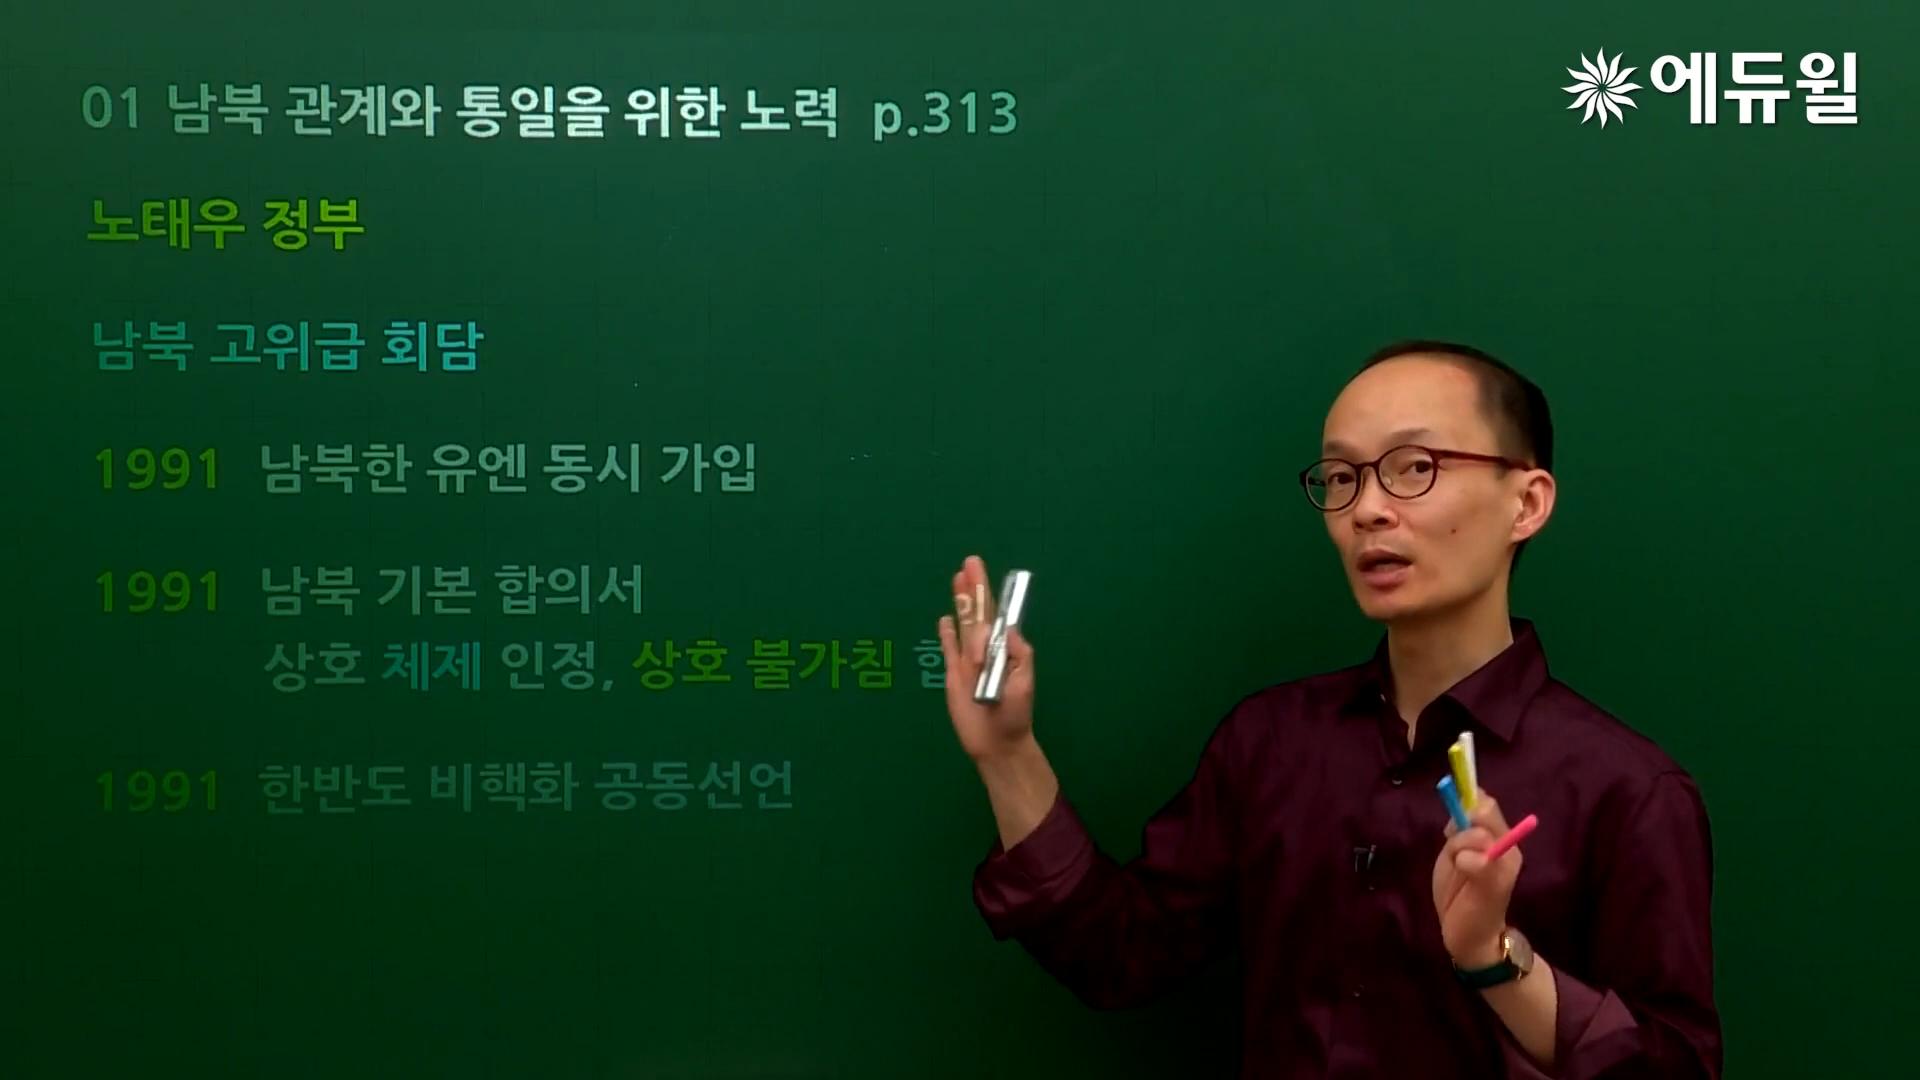 에듀윌
01 남북 관계와 통일을 위한 노력 p.313
노태우 정부
남북 고위급 회담
1991 남북한 유엔 동시 가입
1991 남북 기본 합의서
상호 체제 인정, 상호 불가침
1991 한반도 비핵화 공동선언